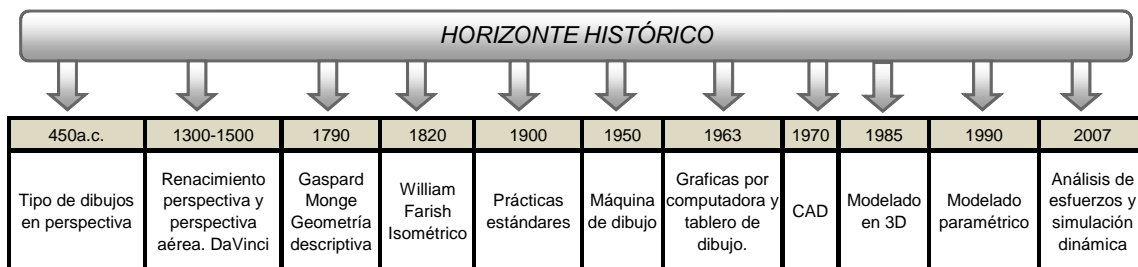 HORIZONTE HISTÓRICO
450a.c. 1300-1500 1790 1820 1900 1950 1963 1970 1985 1990 2007
Tipo de dibujos
en perspectiva
Renacimiento
perspectiva y
perspectiva
aérea. DaVinci
Gaspard
Monge
Geometría
descriptiva
William
Farish
Isométrico
Prácticas
estándares
Máquina
de dibujo
Graficas por
computadora y
tablero de
dibujo.
CAD
Modelado
en 3D
Modelado
paramétrico
Análisis de
esfuerzos y
simulación
dinámica